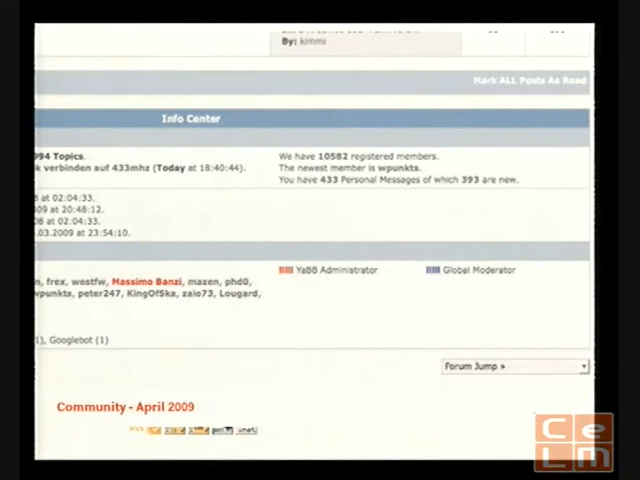 By: kimmi
Mark ALL Posts As Read
Info Center
994 Topics.
We have 10582 registered members.
k verbinden auf 433mhz (Today at 18:40:44).
The newest member is wpunkts.
You have 433 Personal Messages of which 393 are new.
8 at 02:04:33.
009 at 20:48:12.
08 at 02:04:33.
.03.2009 at 23:54:10.
YaBB Administrator
Global Moderator
n, frex, westfw, Massimo Banzi, mazen, phd0,
wpunkts, peter247, KingOfSka, zaio73, Lougard,
(1), Googlebot (1)
Forum Jump »
Community - April 2009
CeLm